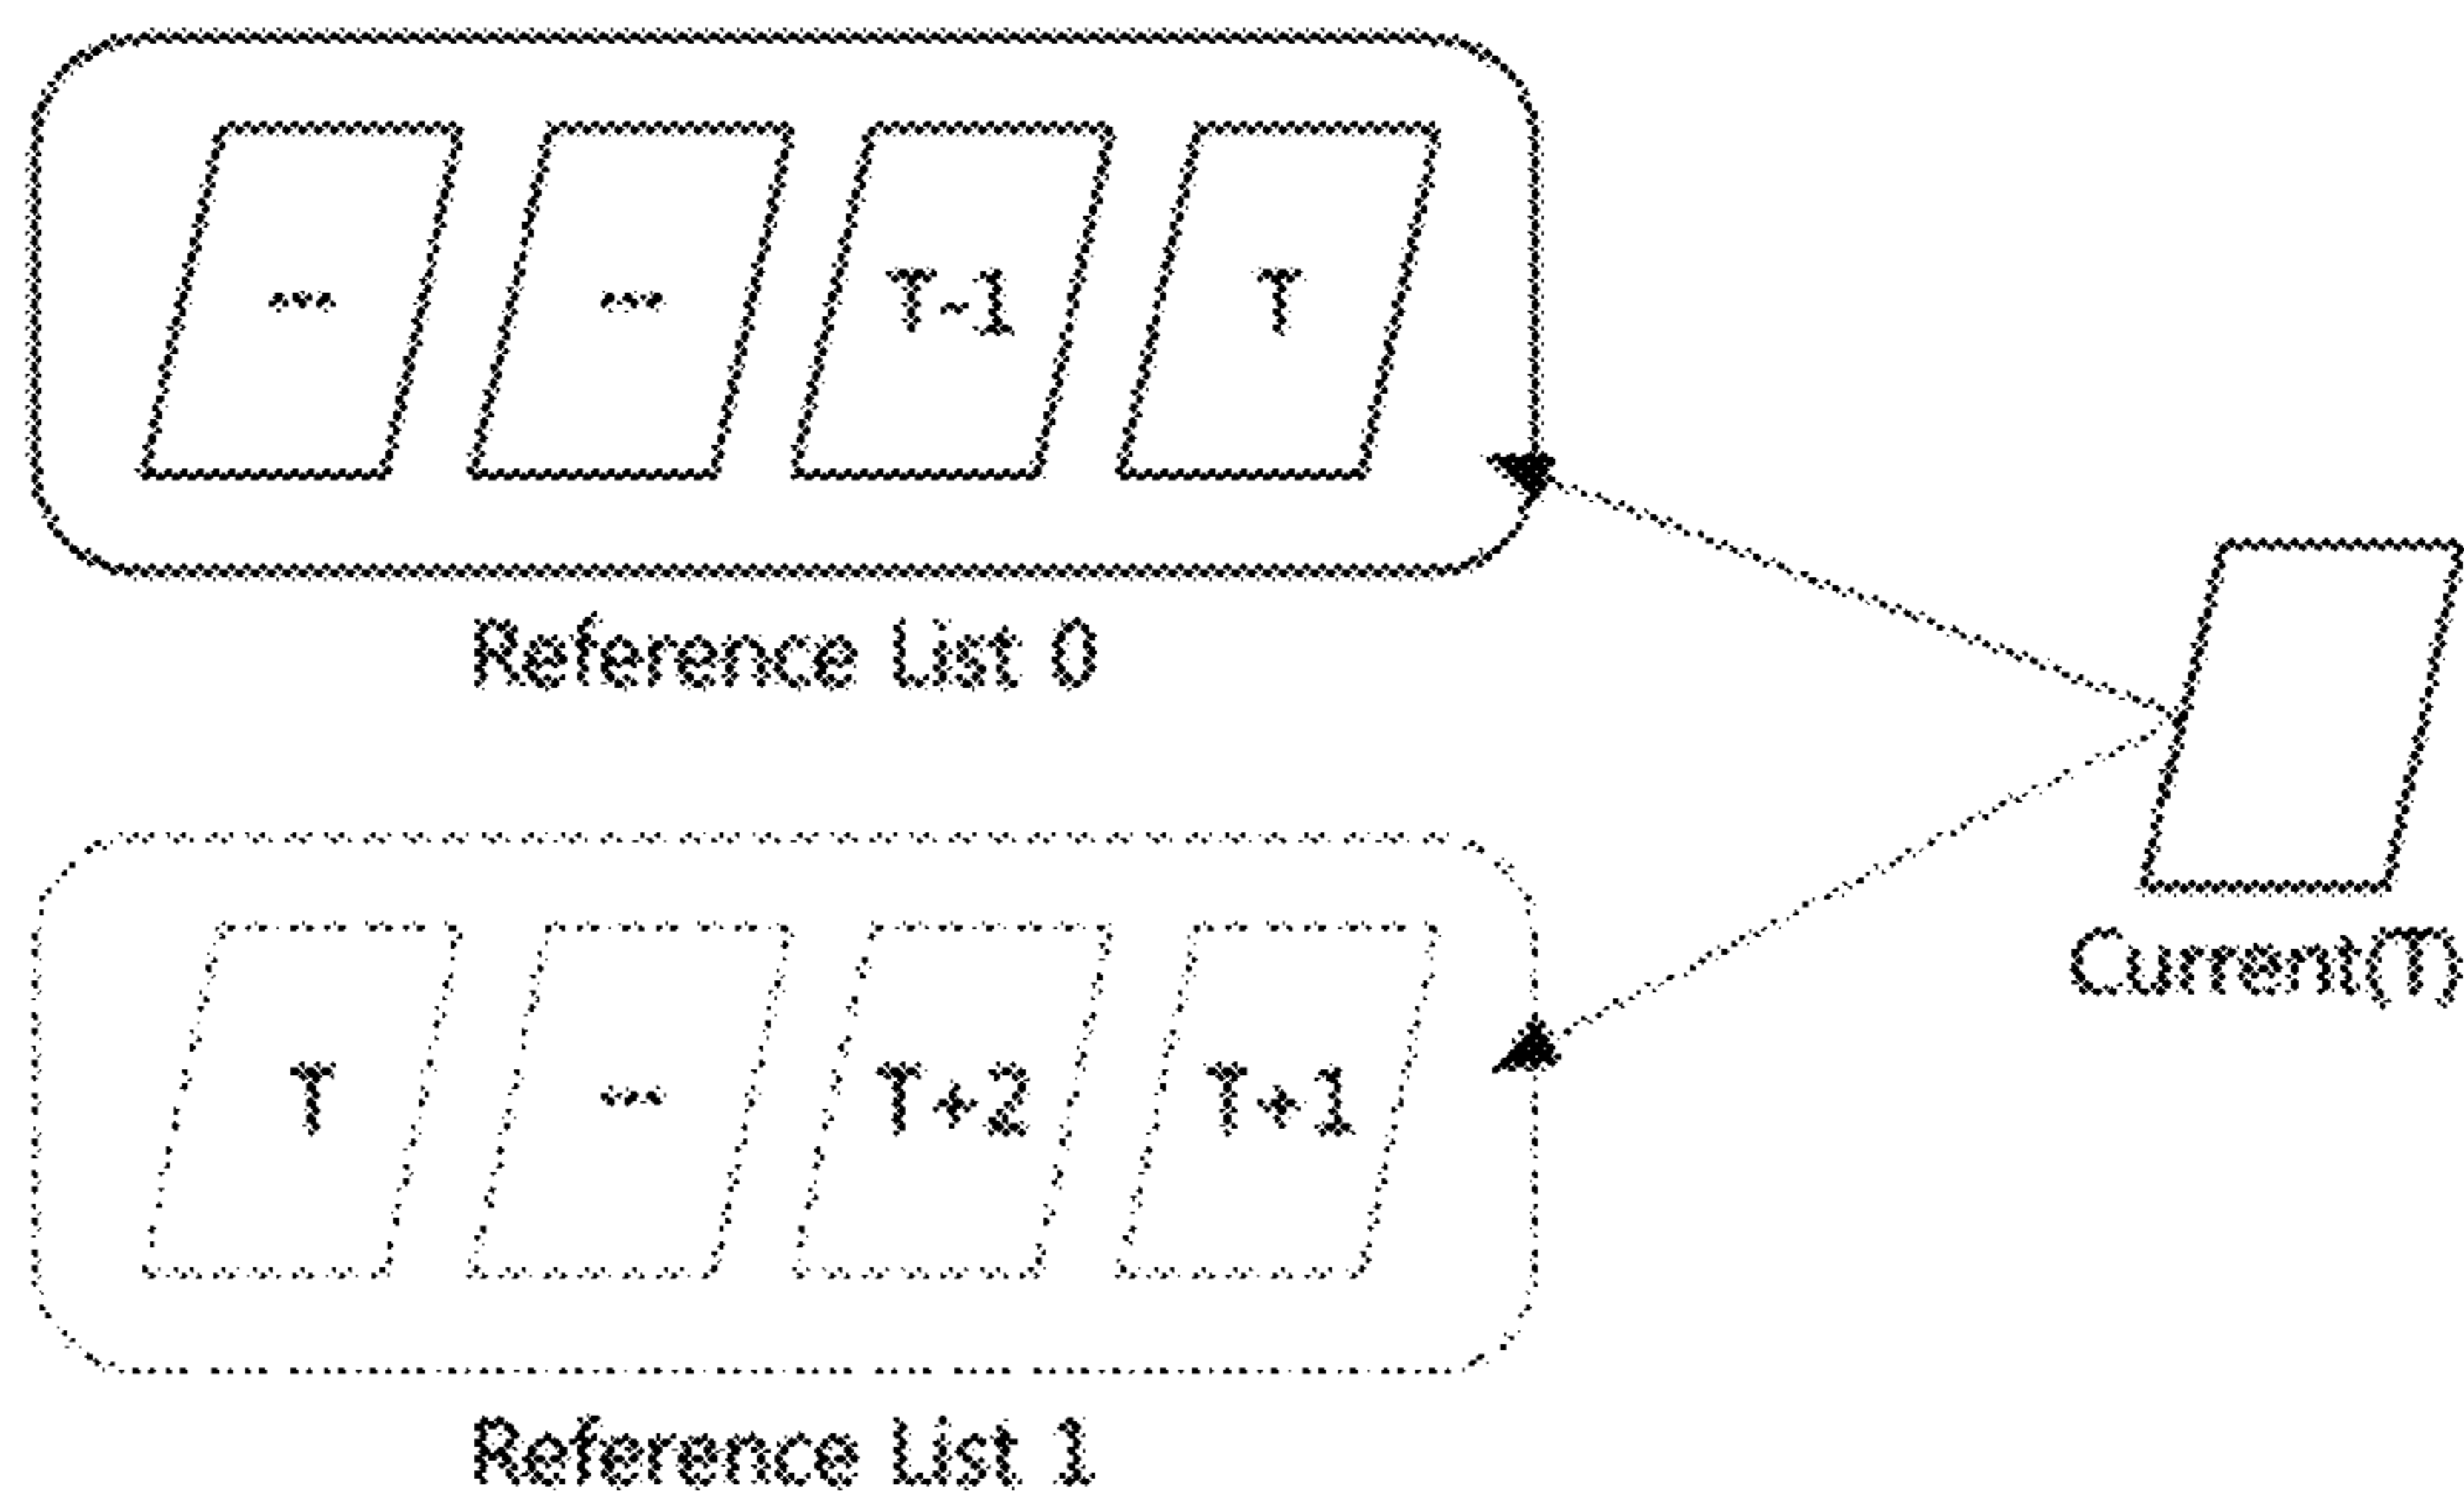 ... ... T-1 T
Reference List 0
Current(T)
T ... T+2 T+1
Reference List 1